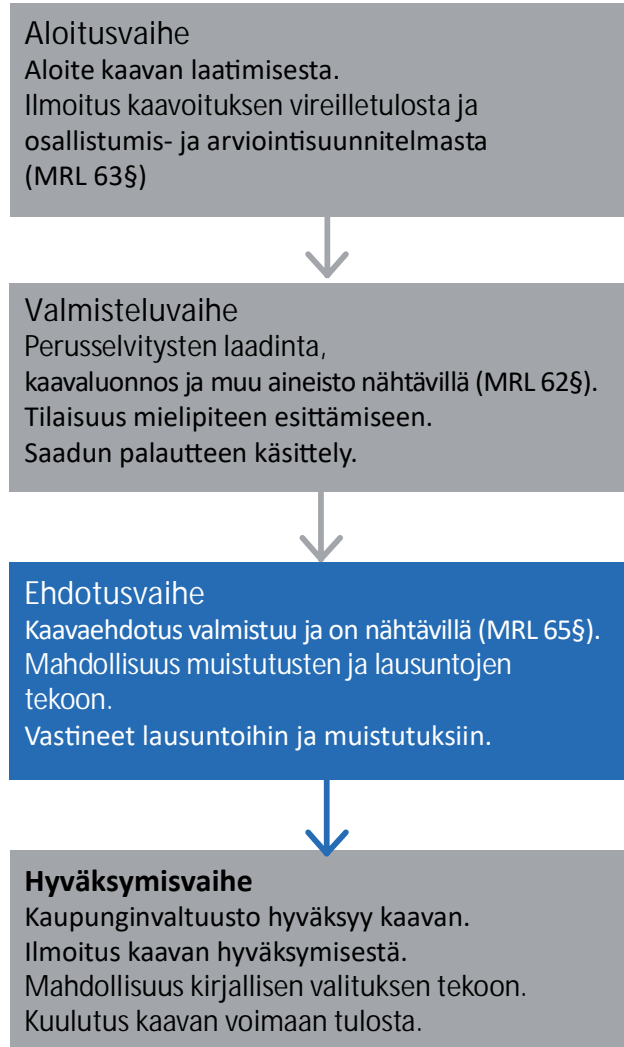 Aloitusvaihe
Aloite kaavan laatimisesta.
Ilmoitus kaavoituksen vireilletulosta ja
osallistumis- ja arviointisuunnitelmasta
(MRL 63§)
Valmisteluvaihe
Perusselvitysten laadinta,
kaavaluonnos ja muu aineisto nähtävillä (MRL 62§).
Tilaisuus mielipiteen esittämiseen.
Saadun palautteen käsittely.
Ehdotusvaihe
Kaavaehdotus valmistuu ja on nähtävillä (MRL 65§).
Mahdollisuus muistutusten ja lausuntojen
tekoon.
Vastineet lausuntoihin ja muistutuksiin.
Hyväksymisvaihe
Kaupunginvaltuusto hyväksyy kaavan.
Ilmoitus kaavan hyväksymisestä.
Mahdollisuus kirjallisen valituksen tekoon.
Kuulutus kaavan voimaan tulosta.